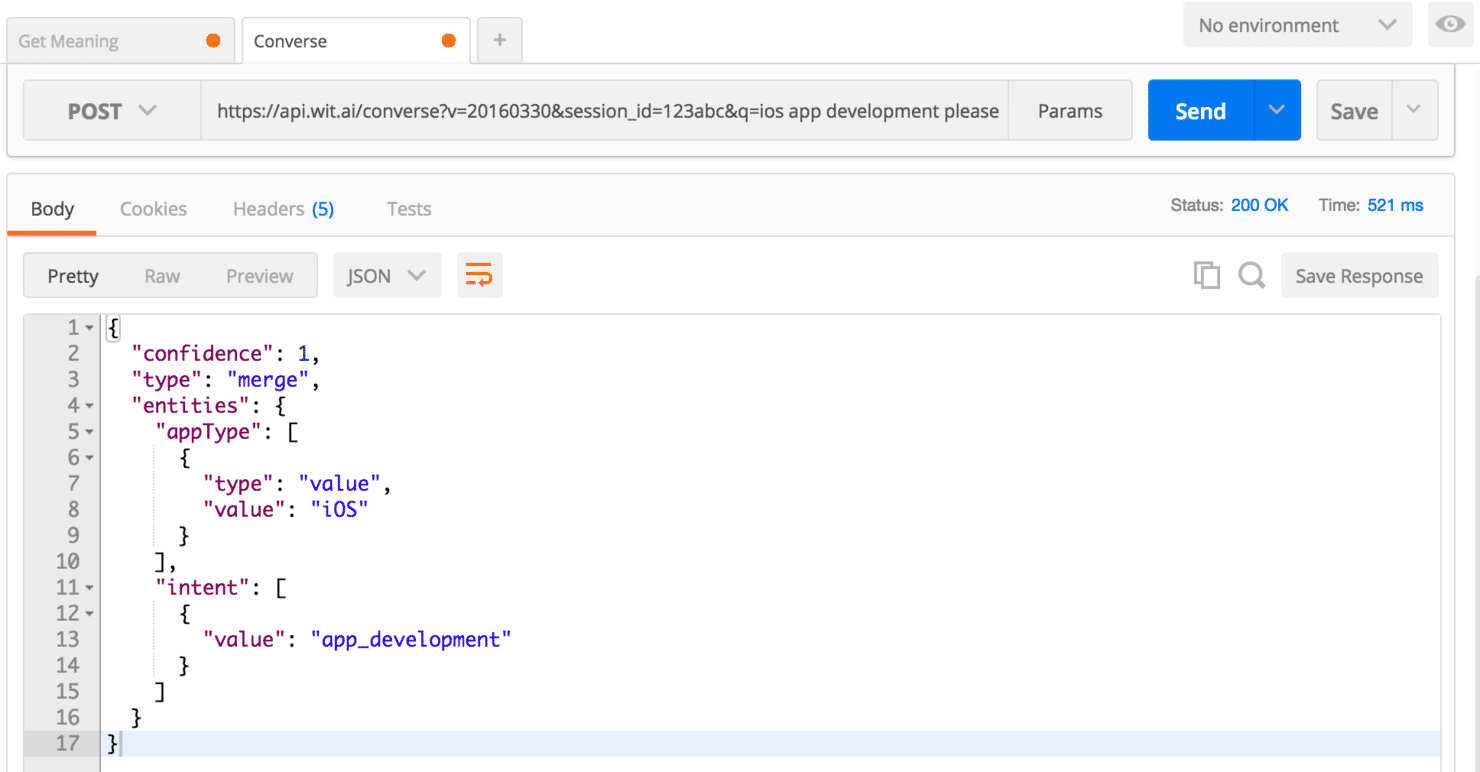 Get Meaning
Converse
+
No environment
POST
https://api.wit.ai/converse?v=20160330&session_id=123abc&q=ios app development please
Params
Send
Save
Body
Cookies
Headers (5)
Tests
Status: 200 OK
Time: 521 ms
Pretty
Raw
Preview
JSON
Save Response
1 {
2 "confidence": 1,
3 "type": "merge",
4 "entities": {
5 "appType": [
6 {
7 "type": "value",
8 "value": "iOS"
9 }
10 ],
11 "intent": [
12 {
13 "value": "app_development"
14 }
15 ]
16 }
17 }